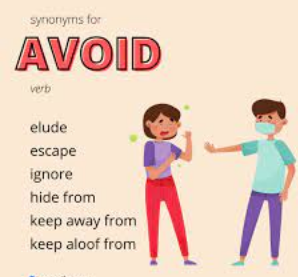 synonyms for
AVOID
verb
elude
escape
ignore
hide from
keep away from
keep aloof from